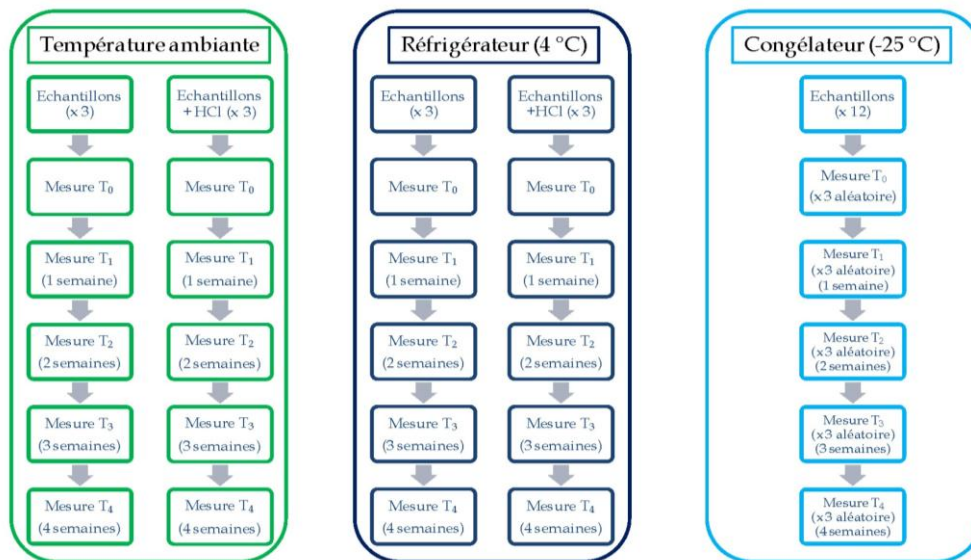 Température ambiante
Echantillons
(x 3)
Mesure T₀
Mesure T₁
(1 semaine)
Mesure T₂
(2 semaines)
Mesure T₃
(3 semaines)
Mesure T₄
(4 semaines)
Echantillons
+HCl (x 3)
Mesure T₀
Mesure T₁
(1 semaine)
Mesure T₂
(2 semaines)
Mesure T₃
(3 semaines)
Mesure T₄
(4 semaines)
Réfrigérateur (4 °C)
Echantillons
(x 3)
Mesure T₀
Mesure T₁
(1 semaine)
Mesure T₂
(2 semaines)
Mesure T₃
(3 semaines)
Mesure T₄
(4 semaines)
Echantillons
+HCl (x 3)
Mesure T₀
Mesure T₁
(1 semaine)
Mesure T₂
(2 semaines)
Mesure T₃
(3 semaines)
Mesure T₄
(4 semaines)
Congélateur (-25 °C)
Echantillons
(x 12)
Mesure T₀
(x3 aléatoire)
Mesure T₁
(x3 aléatoire)
(1 semaine)
Mesure T₂
(x3 aléatoire)
(2 semaines)
Mesure T₃
(x3 aléatoire)
(3 semaines)
Mesure T₄
(x3 aléatoire)
(4 semaines)